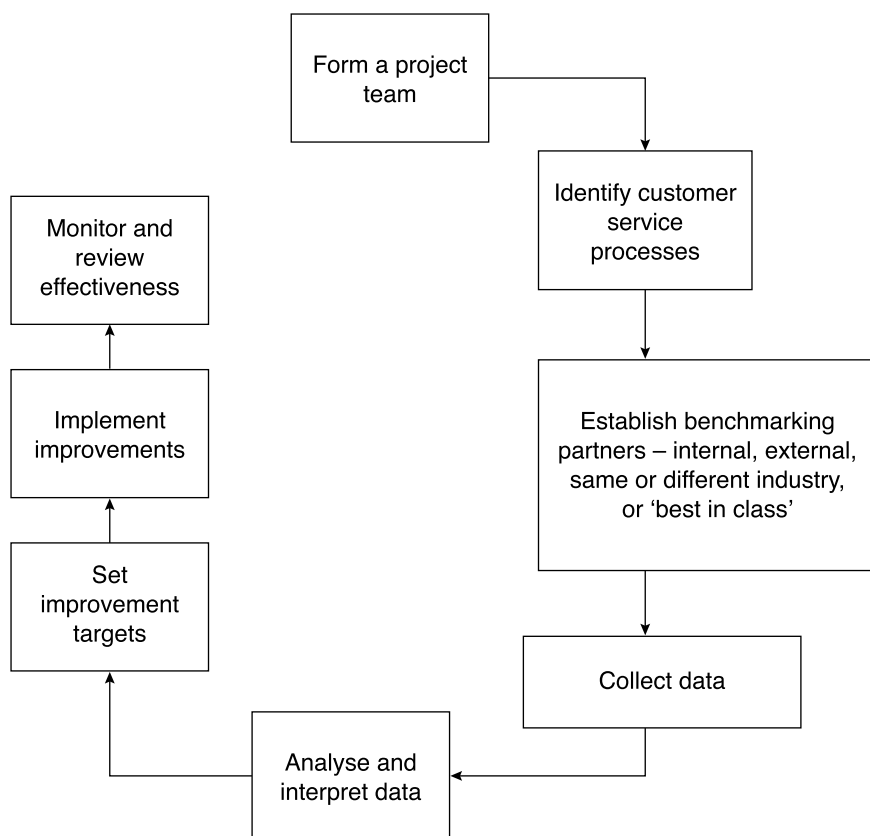 Form a project
team
Identify customer
service
processes
Establish benchmarking
partners – internal, external,
same or different industry,
or ‘best in class’
Collect data
Analyse and
interpret data
Set
improvement
targets
Implement
improvements
Monitor and
review
effectiveness